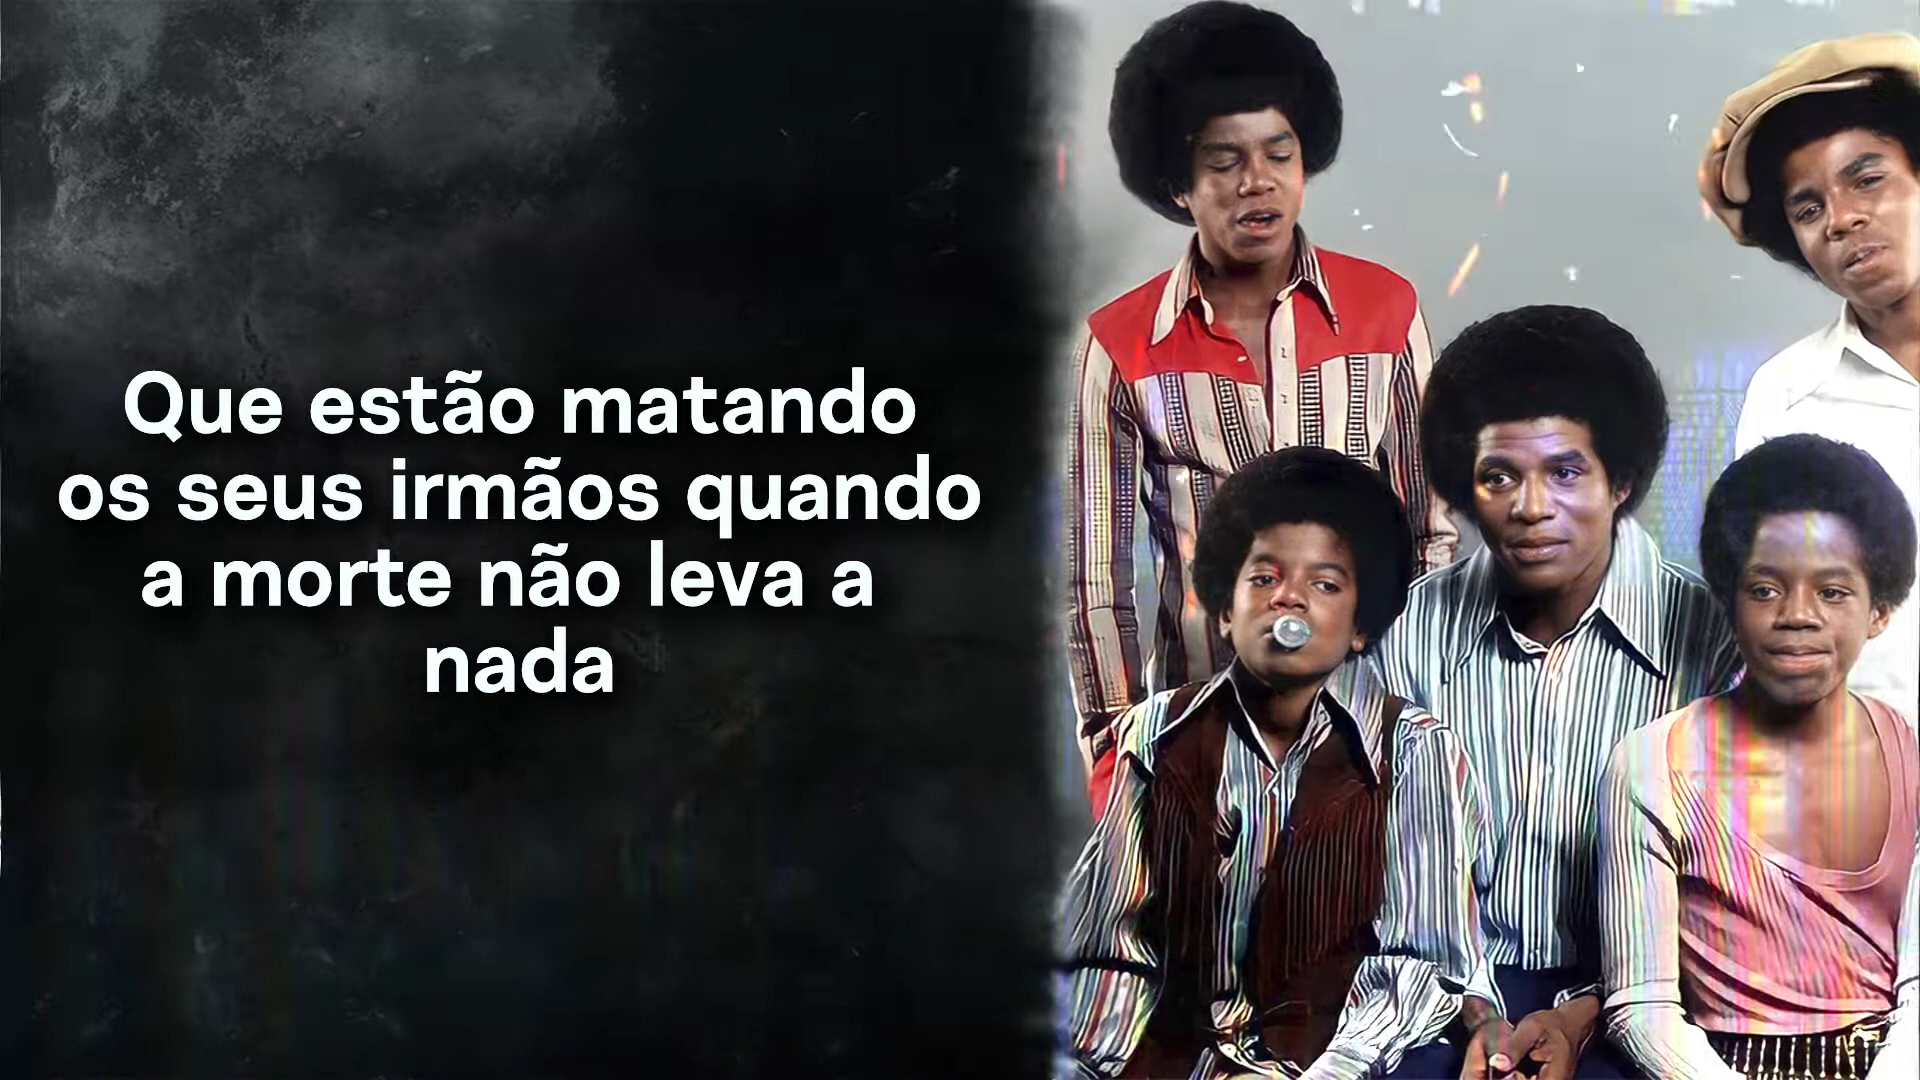 Que estão matando
os seus irmãos quando
a morte não leva a
nada